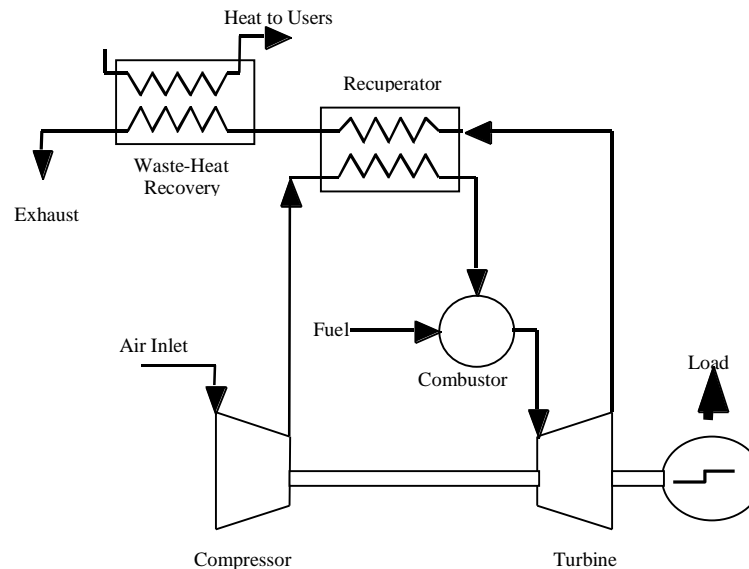 Heat to Users
Recuperator
Waste-Heat
Recovery
Exhaust
Fuel
Air Inlet
Combustor
Load
Compressor
Turbine